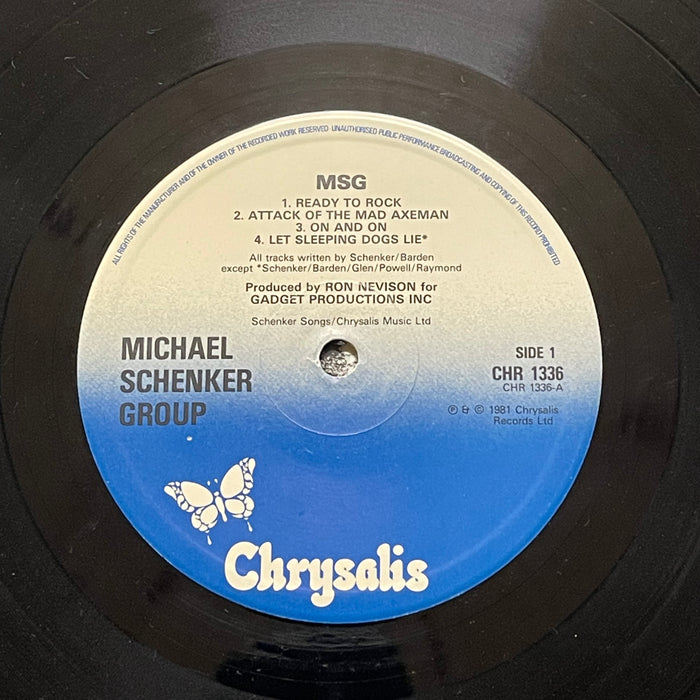 ALL RIGHTS OF THE MANUFACTURER AND OF THE OWNER OF THE RECORDED WORK RESERVED UNAUTHORISED PUBLIC PERFORMANCE BROADCASTING AND COPYING OF THIS RECORD PROHIBITED
MSG
1. READY TO ROCK
2. ATTACK OF THE MAD AXEMAN
3. ON AND ON
4. LET SLEEPING DOGS LIE*
All tracks written by Schenker/Barden
except *Schenker/Barden/Glen/Powell/Raymond
Produced by RON NEVISON for
GADGET PRODUCTIONS INC
Schenker Songs/Chrysalis Music Ltd
MICHAEL
SCHENKER
GROUP
SIDE 1
CHR 1336
CHR 1336-A
℗ & © 1981 Chrysalis
Records Ltd
Chrysalis